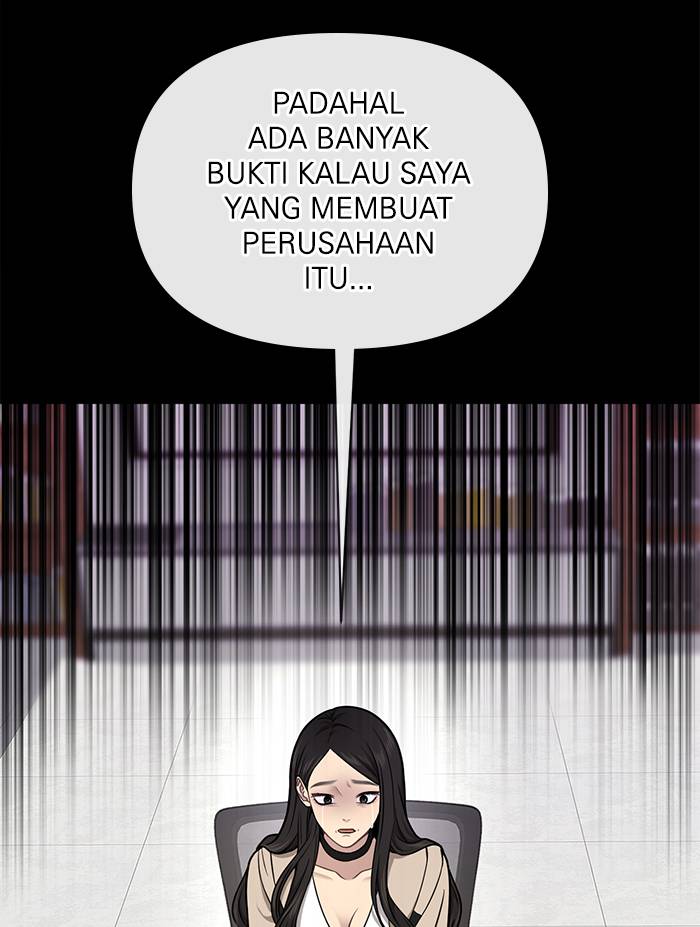 PADAHAL
ADA BANYAK
BUKTI KALAU SAYA
YANG MEMBUAT
PERUSAHAAN
ITU...